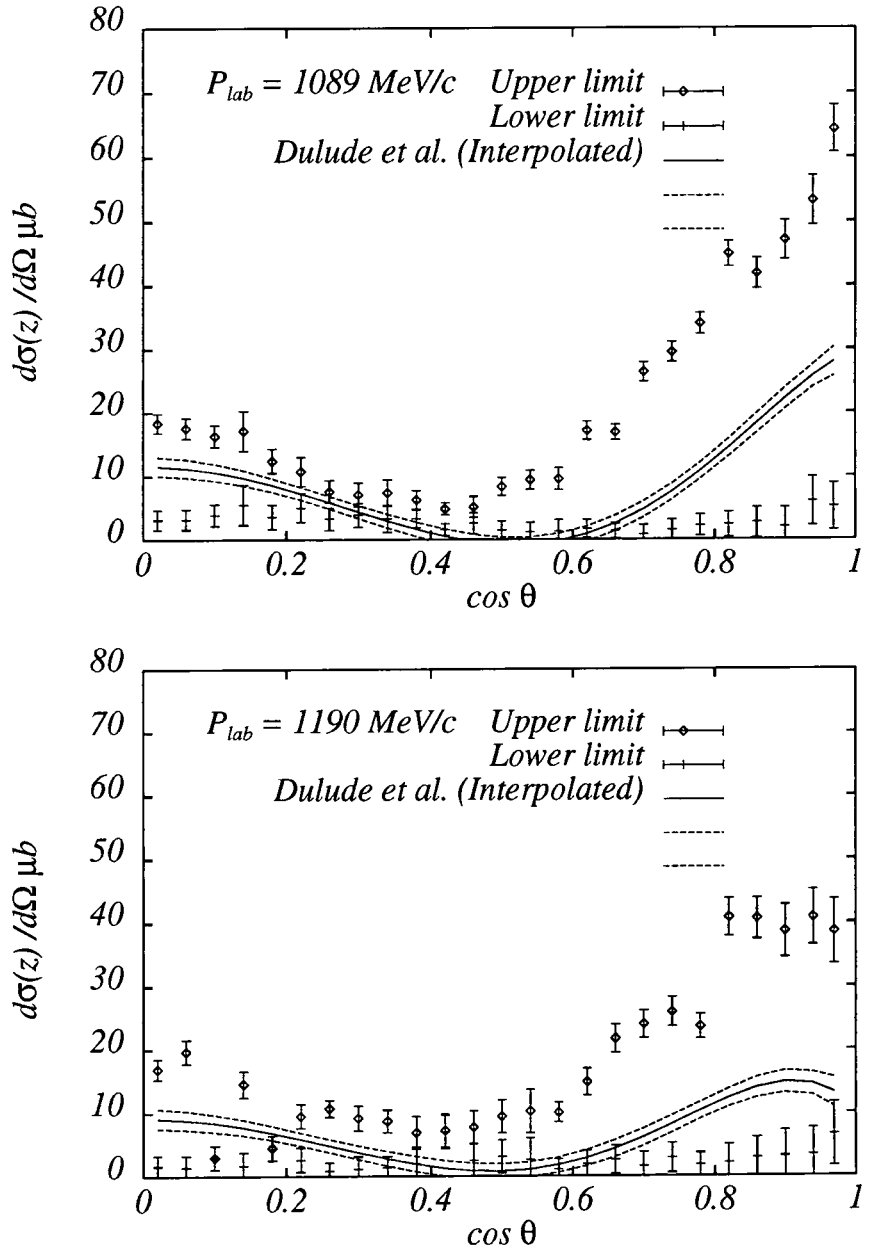 80
70
60
50
40
30
20
10
0
dσ(z) /dΩ μb
P_lab = 1089 MeV/c Upper limit
Lower limit
Dulude et al. (Interpolated)
0 0.2 0.4 0.6 0.8 1
cos θ
80
70
60
50
40
30
20
10
0
dσ(z) /dΩ μb
P_lab = 1190 MeV/c Upper limit
Lower limit
Dulude et al. (Interpolated)
0 0.2 0.4 0.6 0.8 1
cos θ